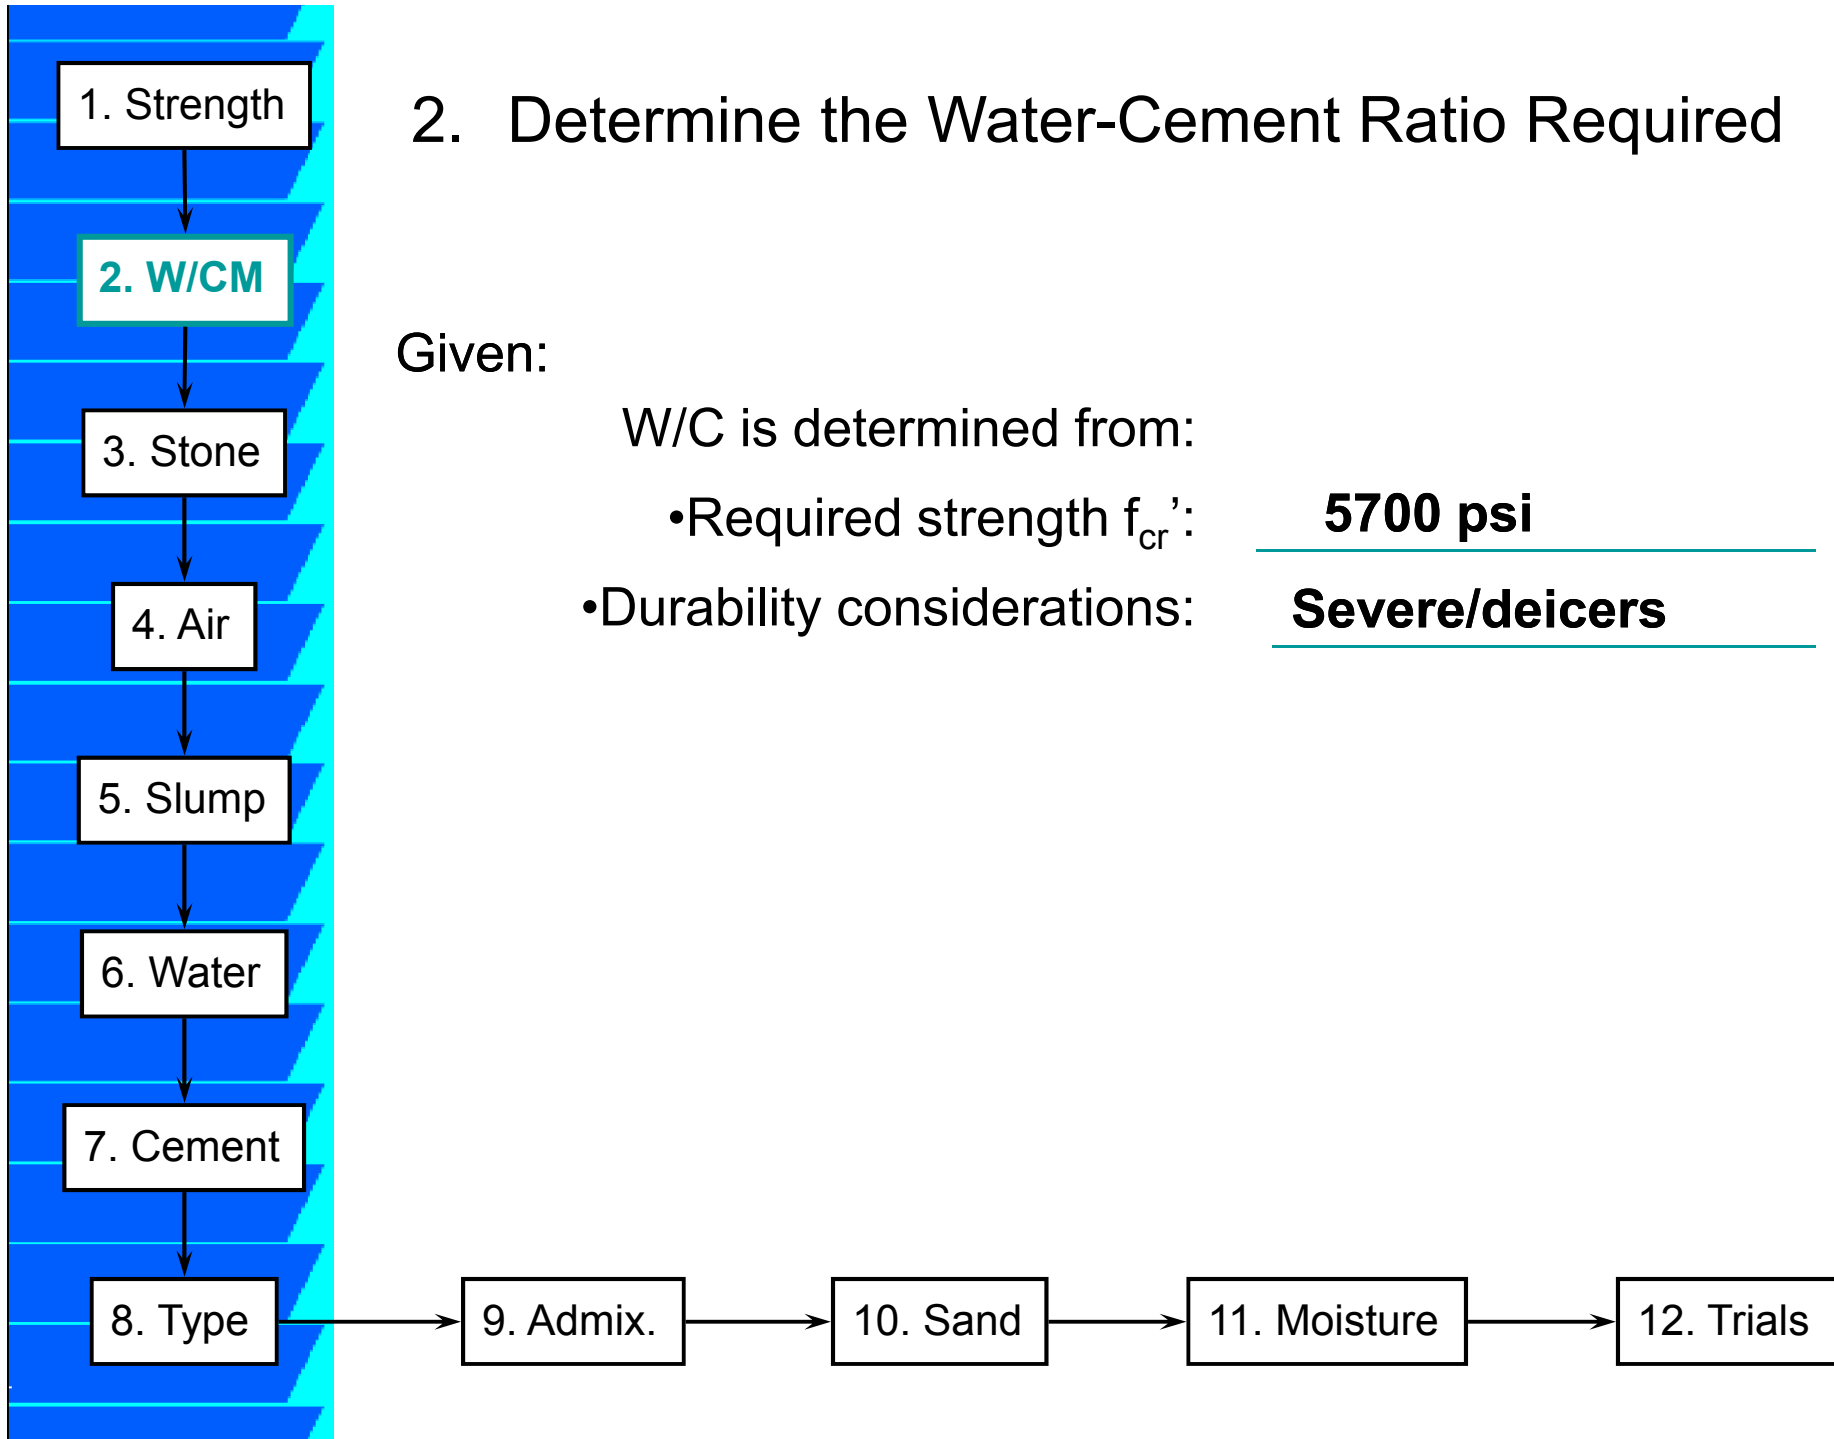 1. Strength
2. W/CM
3. Stone
4. Air
5. Slump
6. Water
7. Cement
8. Type
9. Admix.
10. Sand
11. Moisture
12. Trials
2. Determine the Water-Cement Ratio Required
Given:
W/C is determined from:
•Required strength fcr’: 5700 psi
•Durability considerations: Severe/deicers